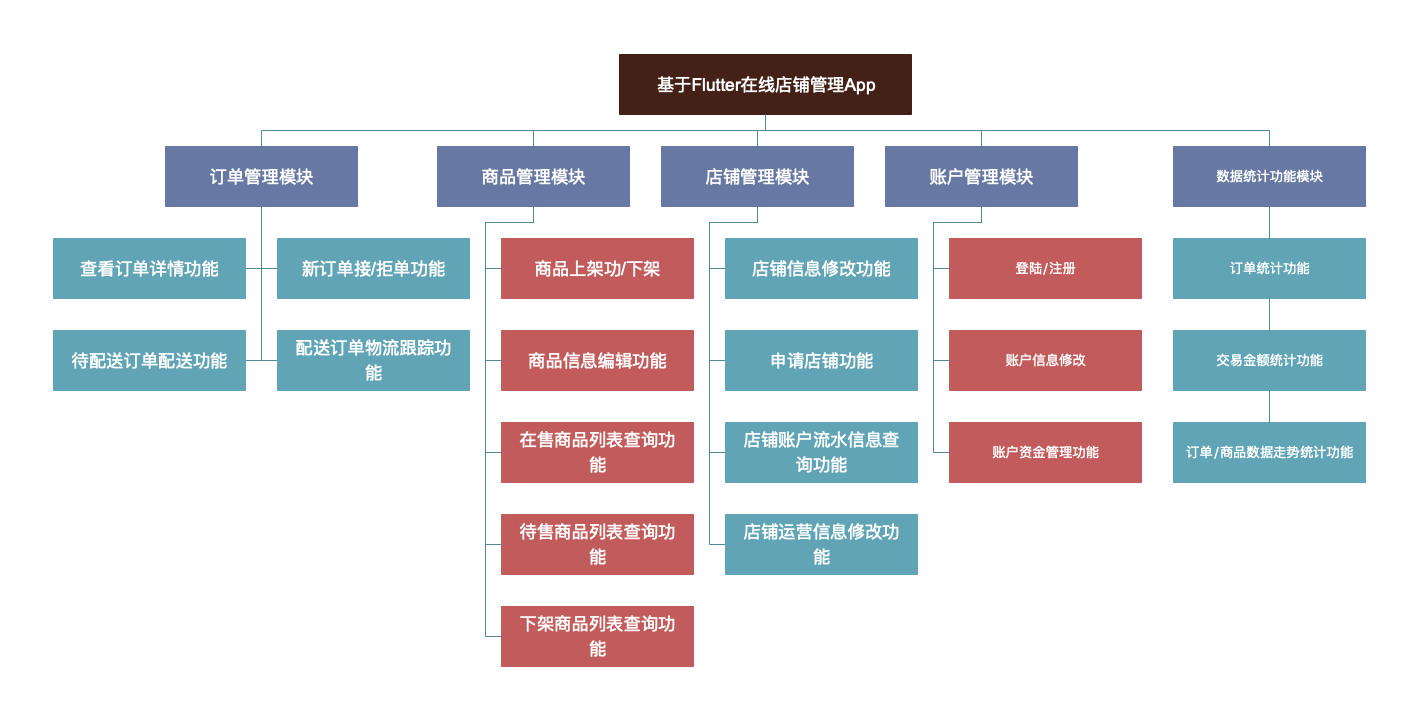 基于Flutter在线店铺管理App
订单管理模块
商品管理模块
店铺管理模块
账户管理模块
数据统计功能模块
查看订单详情功能
新订单接/拒单功能
商品上架功/下架
店铺信息修改功能
登陆/注册
订单统计功能
待配送订单配送功能
配送订单物流跟踪功
能
商品信息编辑功能
申请店铺功能
账户信息修改
交易金额统计功能
在售商品列表查询功
能
店铺账户流水信息查
询功能
账户资金管理功能
订单/商品数据走势统计功能
待售商品列表查询功
能
店铺运营信息修改功
能
下架商品列表查询功
能